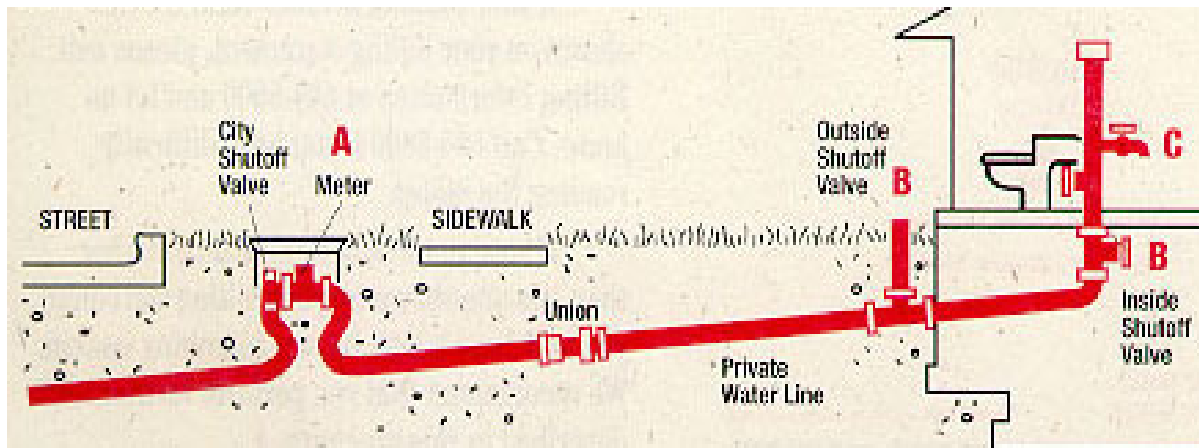 City
Shutoff
Valve
A
Meter
STREET
SIDEWALK
Outside
Shutoff
Valve
B
C
Union
Private
Water Line
B
Inside
Shutoff
Valve